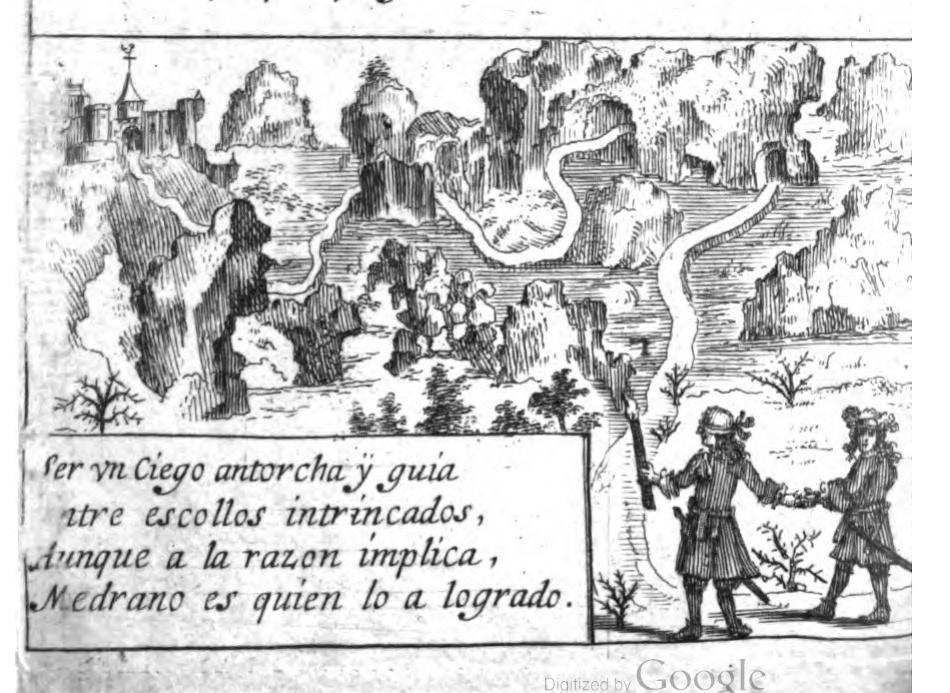 Ser vn Ciego antorcha ÿ guia
ntre escollos intrincados,
Aunque a la razon implica,
Medrano es quien lo a logrado.
Digitized by Google